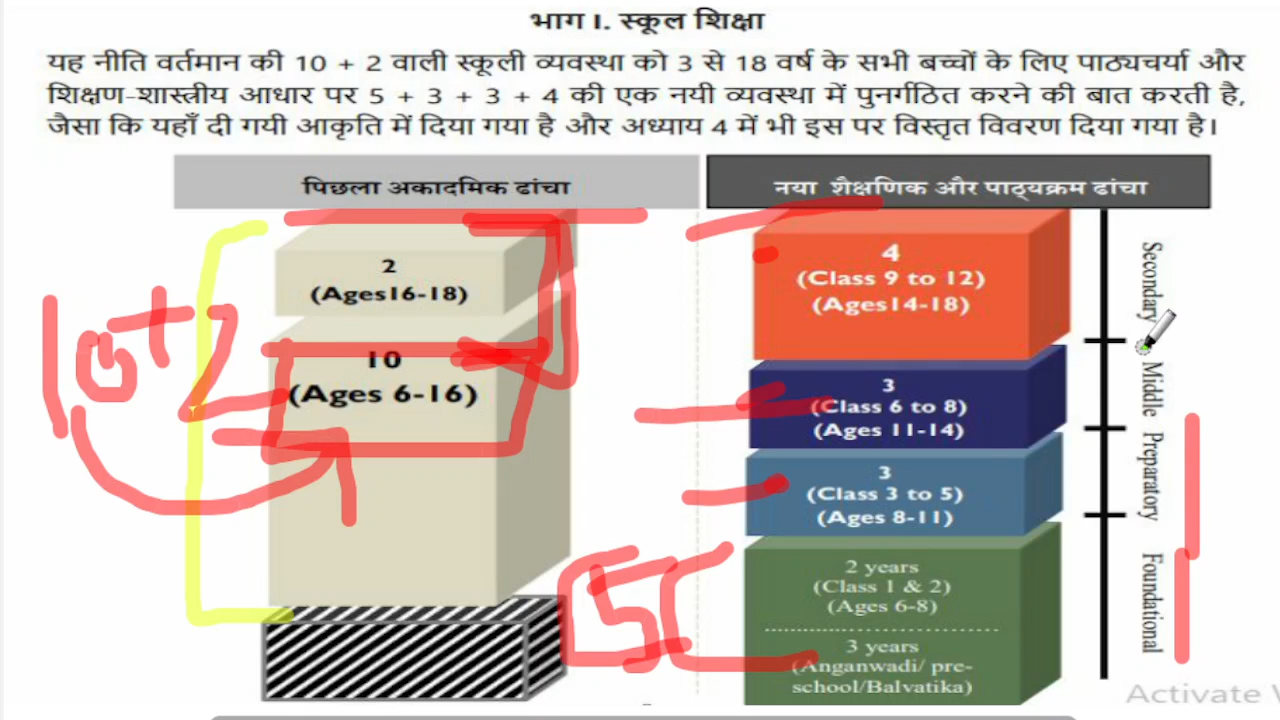 भाग I. स्कूल शिक्षा
यह नीति वर्तमान की 10 + 2 वाली स्कूली व्यवस्था को 3 से 18 वर्ष के सभी बच्चों के लिए पाठ्यचर्या और
शिक्षण-शास्त्रीय आधार पर 5 + 3 + 3 + 4 की एक नयी व्यवस्था में पुनर्गठित करने की बात करती है,
जैसा कि यहाँ दी गयी आकृति में दिया गया है और अध्याय 4 में भी इस पर विस्तृत विवरण दिया गया है।
पिछला अकादमिक ढांचा
2
(Ages16-18)
10
(Ages 6-16)
10+2
5
नया शैक्षणिक और पाठ्यक्रम ढांचा
4
(Class 9 to 12)
(Ages14-18)
3
(Class 6 to 8)
(Ages 11-14)
3
(Class 3 to 5)
(Ages 8-11)
2 years
(Class 1 & 2)
(Ages 6-8)
3 years
(Anganwadi/ pre-
school/Balvatika)
Secondary
Middle
Preparatory
Foundational
Activate